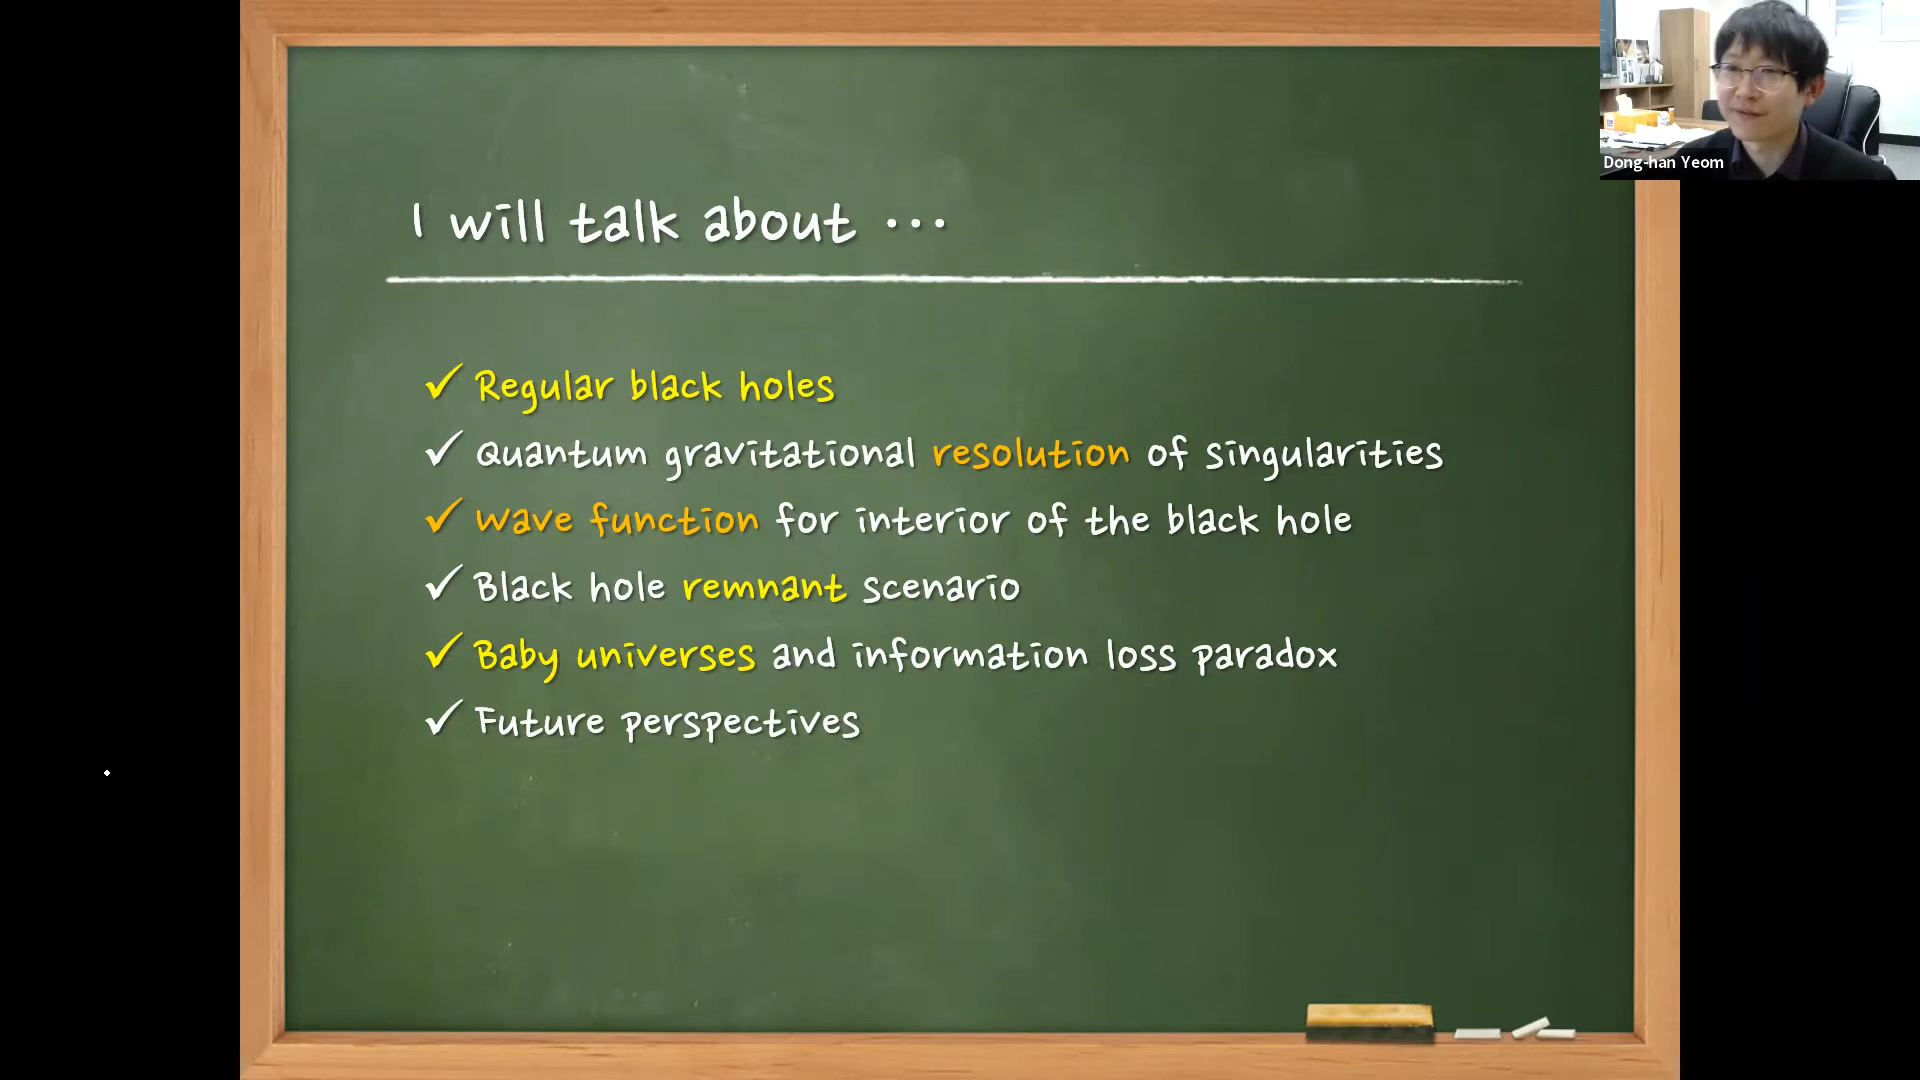 Dong-han Yeom
I will talk about ...
✓ Regular black holes
✓ Quantum gravitational resolution of singularities
✓ Wave function for interior of the black hole
✓ Black hole remnant scenario
✓ Baby universes and information loss paradox
✓ Future perspectives